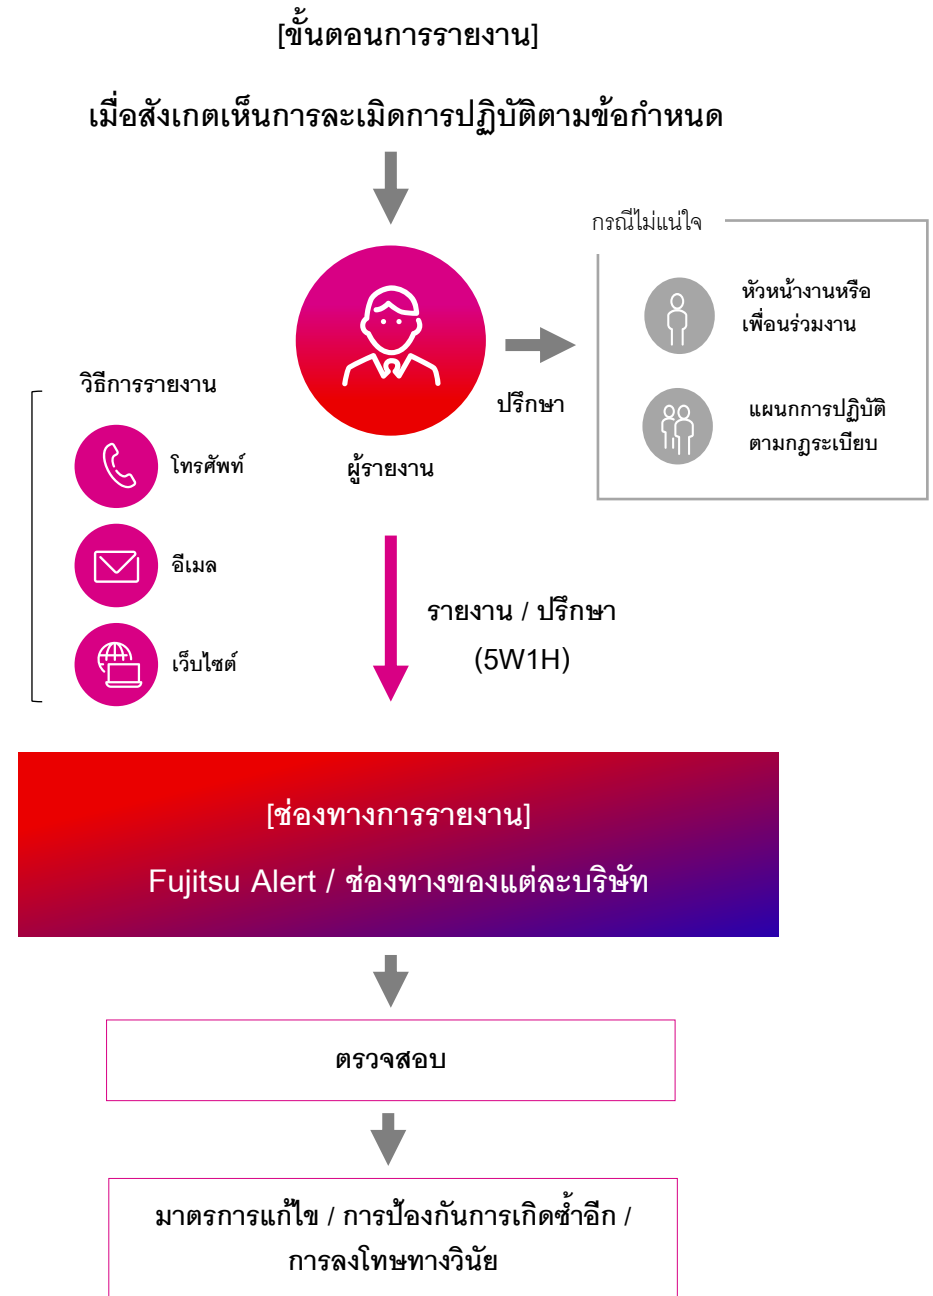 [ขั้นตอนการรายงาน]
เมื่อสังเกตเห็นการละเมิดการปฏิบัติตามข้อกำหนด
กรณีไม่แน่ใจ
หัวหน้างานหรือ
เพื่อนร่วมงาน
ปรึกษา
แผนกการปฏิบัติ
ตามกฎระเบียบ
ผู้รายงาน
วิธีการรายงาน
โทรศัพท์
อีเมล
เว็บไซต์
รายงาน / ปรึกษา
(5W1H)
[ช่องทางการรายงาน]
Fujitsu Alert / ช่องทางของแต่ละบริษัท
ตรวจสอบ
มาตรการแก้ไข / การป้องกันการเกิดซ้ำอีก /
การลงโทษทางวินัย